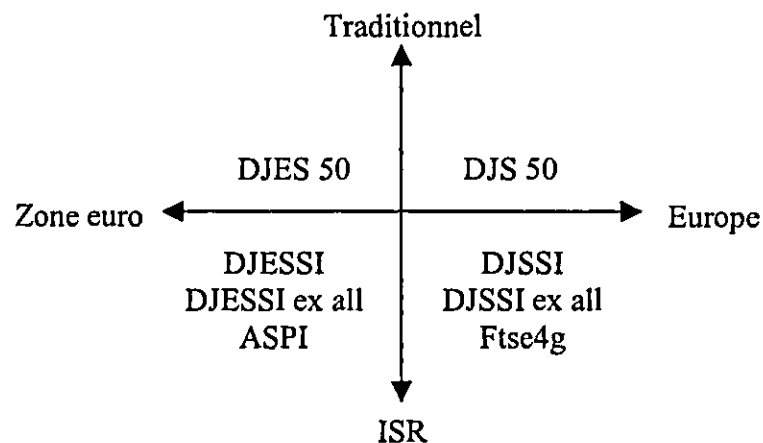 Traditionnel
DJES 50 DJS 50
Zone euro Europe
DJESSI DJSSI
DJESSI ex all DJSSI ex all
ASPI Ftse4g
ISR